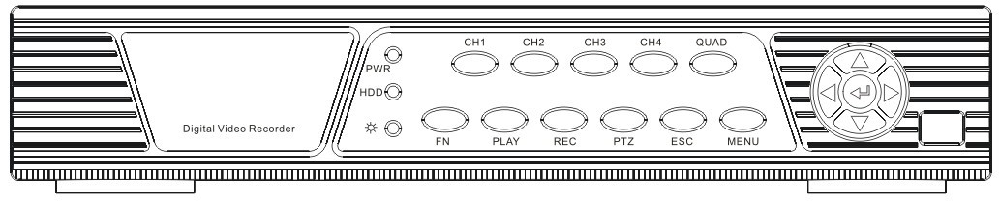 CH1 CH2 CH3 CH4 QUAD
PWR
HDD
Digital Video Recorder
FN PLAY REC PTZ ESC MENU